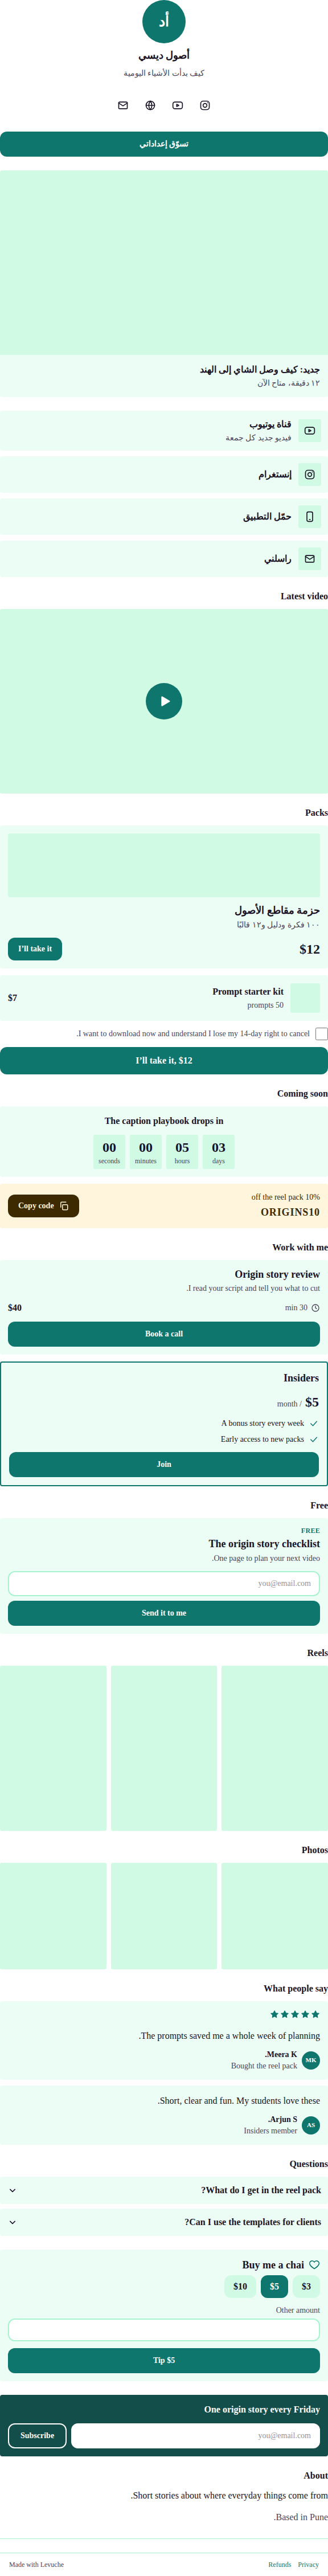 أد
أصول ديسي
كيف بدأت الأشياء اليومية
تسوّق إعداداتي
جديد: كيف وصل الشاي إلى الهند
١٢ دقيقة، متاح الآن
قناة يوتيوب
فيديو جديد كل جمعة
إنستغرام
حمّل التطبيق
راسلني
Latest video
Packs
حزمة مقاطع الأصول
١٠٠ فكرة ودليل و١٢ قالبًا
$12
I'll take it
Prompt starter kit
50 prompts
$7
I want to download now and understand I lose my 14-day right to cancel.
I'll take it, $12
Coming soon
The caption playbook drops in
03
days
05
hours
00
minutes
00
seconds
10% off the reel pack
ORIGINS10
Copy code
Work with me
Origin story review
I read your script and tell you what to cut.
30 min
$40
Book a call
Insiders
$5 / month
A bonus story every week
Early access to new packs
Join
Free
FREE
The origin story checklist
One page to plan your next video.
you@email.com
Send it to me
Reels
Photos
What people say
The prompts saved me a whole week of planning.
MK
Meera K.
Bought the reel pack
Short, clear and fun. My students love these.
AS
Arjun S.
Insiders member
Questions
What do I get in the reel pack?
Can I use the templates for clients?
Buy me a chai
$3
$5
$10
Other amount
Tip $5
One origin story every Friday
you@email.com
Subscribe
About
Short stories about where everyday things come from.
Based in Pune.
Privacy
Refunds
Made with Levuche